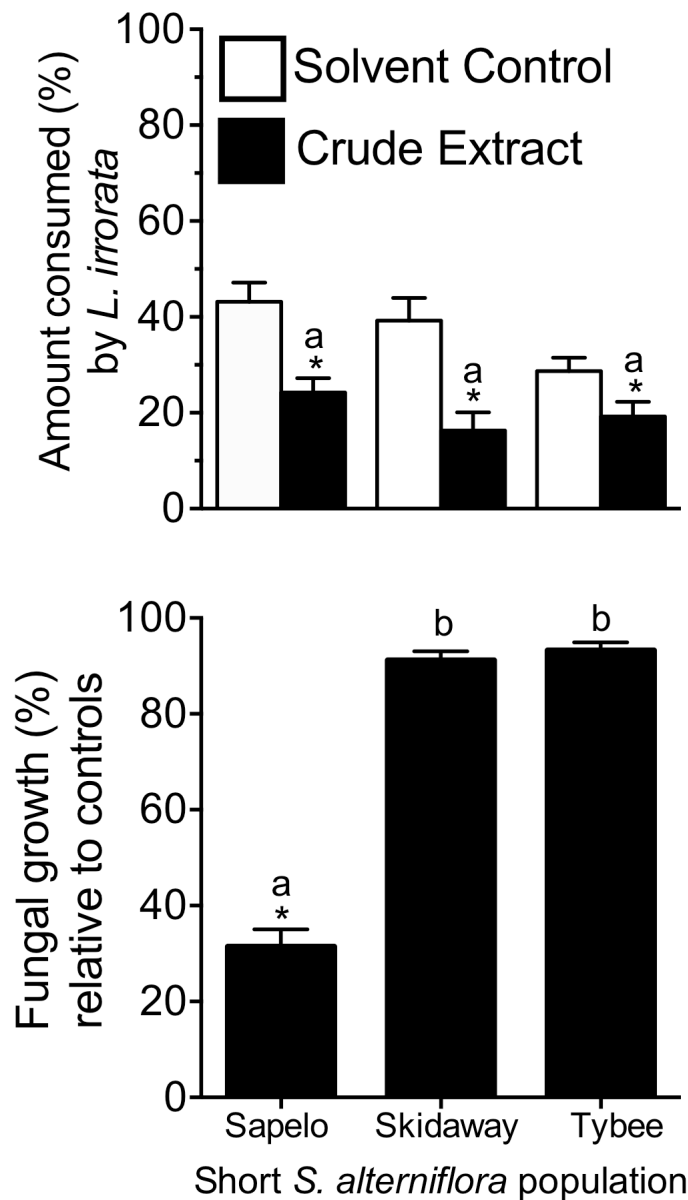 Amount consumed (%)
by L. irrorata
100
80
60
40
20
0
Solvent Control
Crude Extract
a
*
a
*
a
*
Fungal growth (%)
relative to controls
100
80
60
40
20
0
a
*
b
b
Sapelo Skidaway Tybee
Short S. alterniflora population